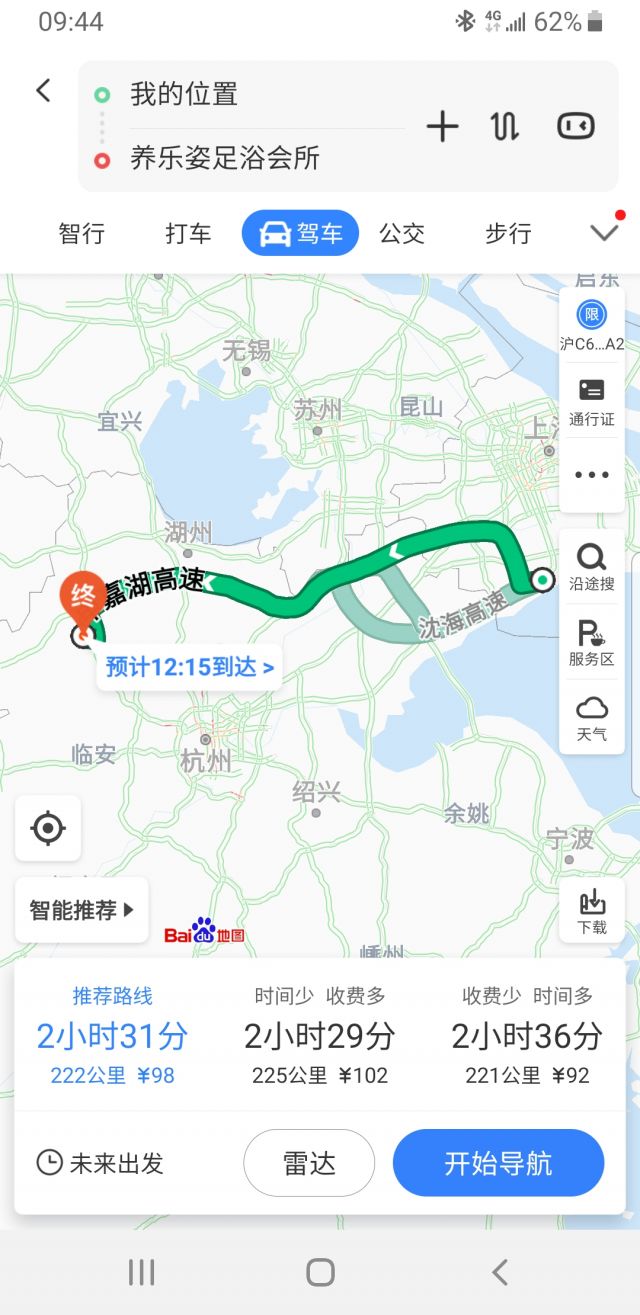 09:44
4G
62%
我的位置
养乐姿足浴会所
智行
打车
驾车
公交
步行
启东
限
沪C6...A2
无锡
宜兴
苏州
昆山
通行证
湖州
嘉湖高速
沿途搜
终
沈海高速
预计12:15到达 >
服务区
天气
临安
杭州
绍兴
余姚
宁波
智能推荐
Bai du 地图
下载
嵊州
推荐路线
2小时31分
222公里 ¥98
时间少 收费多
2小时29分
225公里 ¥102
收费少 时间多
2小时36分
221公里 ¥92
未来出发
雷达
开始导航